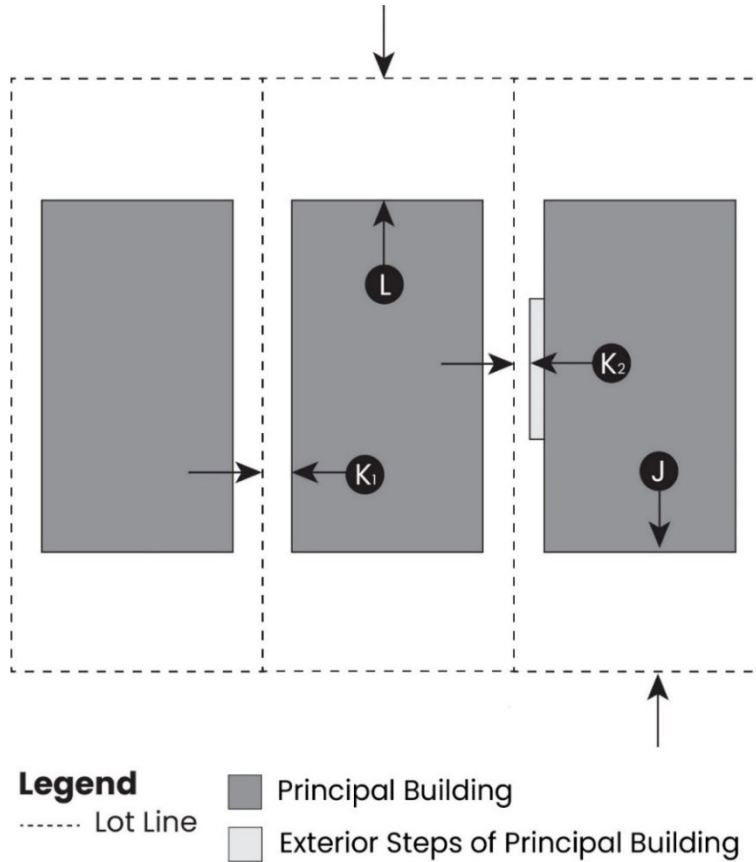 L
K₂
K₁
J
Legend
Lot Line
Principal Building
Exterior Steps of Principal Building